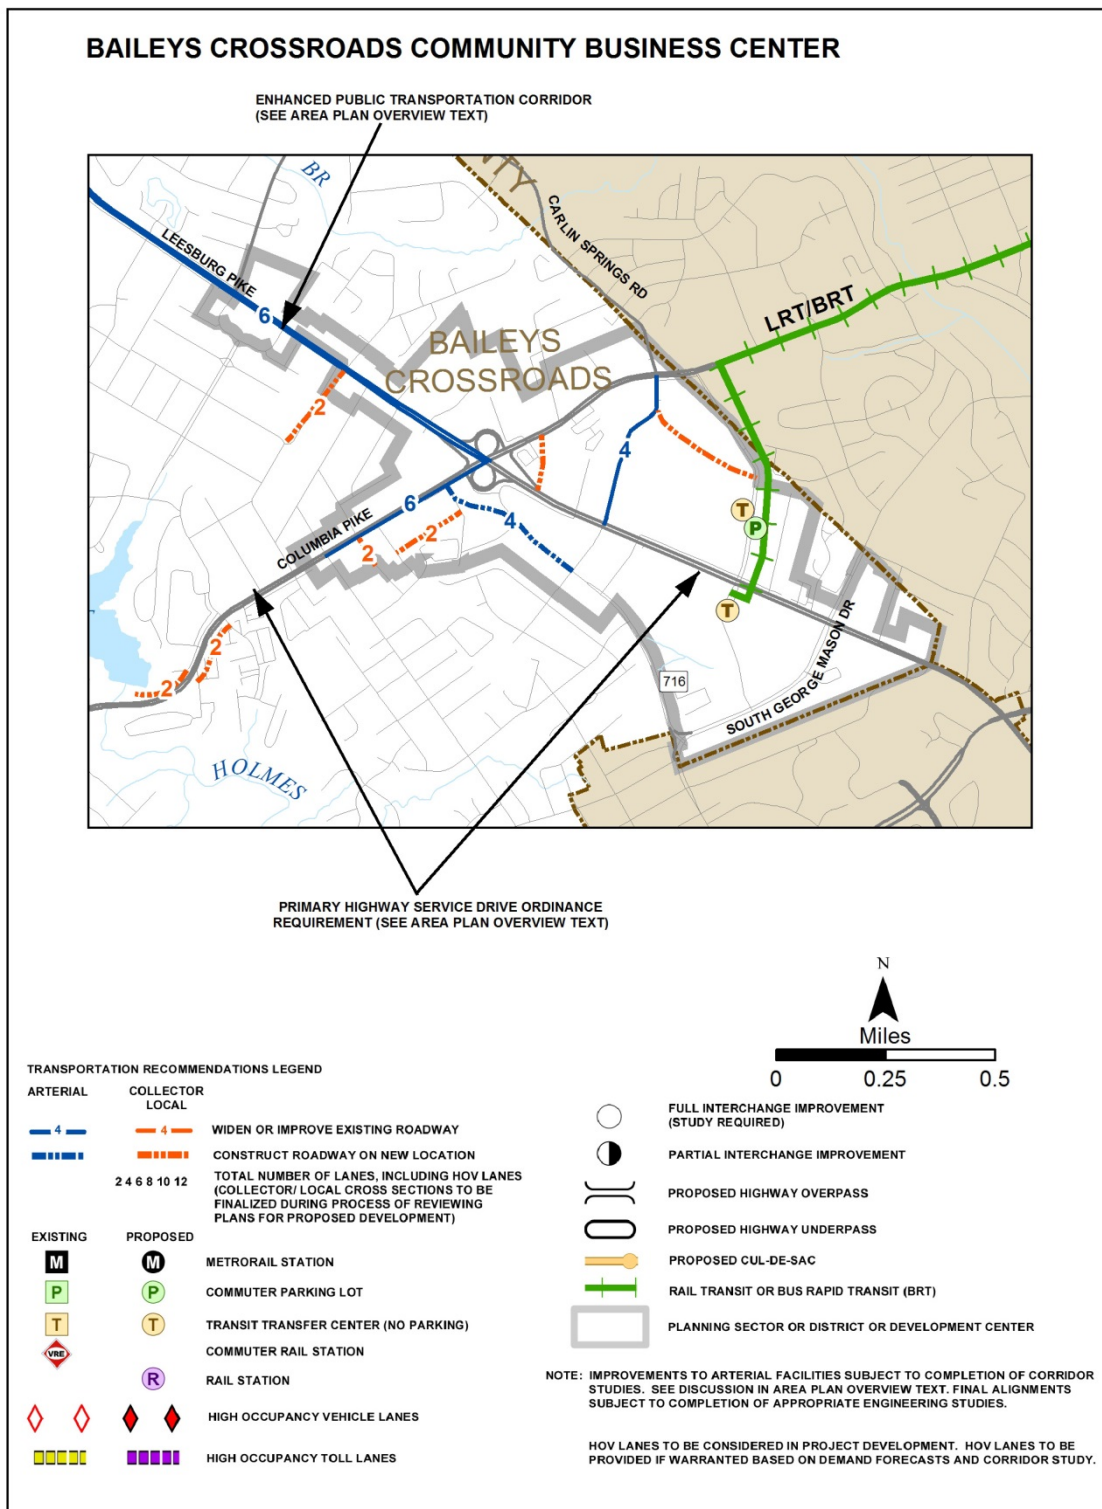 BAILEYS CROSSROADS COMMUNITY BUSINESS CENTER
ENHANCED PUBLIC TRANSPORTATION CORRIDOR
(SEE AREA PLAN OVERVIEW TEXT)
BR
NTY
CARLIN SPRINGS RD
LEESBURG PIKE
6
LRT/BRT
BAILEYS
CROSSROADS
2
4
6
4
T
P
COLUMBIA PIKE
2
2
T
2
2
716
SOUTH GEORGE MASON DR
HOLMES
PRIMARY HIGHWAY SERVICE DRIVE ORDINANCE
REQUIREMENT (SEE AREA PLAN OVERVIEW TEXT)
N
Miles
0 0.25 0.5
TRANSPORTATION RECOMMENDATIONS LEGEND
ARTERIAL
COLLECTOR
LOCAL
4 4 WIDEN OR IMPROVE EXISTING ROADWAY
CONSTRUCT ROADWAY ON NEW LOCATION
2 4 6 8 10 12 TOTAL NUMBER OF LANES, INCLUDING HOV LANES
(COLLECTOR/ LOCAL CROSS SECTIONS TO BE
FINALIZED DURING PROCESS OF REVIEWING
PLANS FOR PROPOSED DEVELOPMENT)
EXISTING PROPOSED
M M METRORAIL STATION
P P COMMUTER PARKING LOT
T T TRANSIT TRANSFER CENTER (NO PARKING)
VRE COMMUTER RAIL STATION
R RAIL STATION
HIGH OCCUPANCY VEHICLE LANES
HIGH OCCUPANCY TOLL LANES
FULL INTERCHANGE IMPROVEMENT
(STUDY REQUIRED)
PARTIAL INTERCHANGE IMPROVEMENT
PROPOSED HIGHWAY OVERPASS
PROPOSED HIGHWAY UNDERPASS
PROPOSED CUL-DE-SAC
RAIL TRANSIT OR BUS RAPID TRANSIT (BRT)
PLANNING SECTOR OR DISTRICT OR DEVELOPMENT CENTER
NOTE: IMPROVEMENTS TO ARTERIAL FACILITIES SUBJECT TO COMPLETION OF CORRIDOR
STUDIES. SEE DISCUSSION IN AREA PLAN OVERVIEW TEXT. FINAL ALIGNMENTS
SUBJECT TO COMPLETION OF APPROPRIATE ENGINEERING STUDIES.
HOV LANES TO BE CONSIDERED IN PROJECT DEVELOPMENT. HOV LANES TO BE
PROVIDED IF WARRANTED BASED ON DEMAND FORECASTS AND CORRIDOR STUDY.